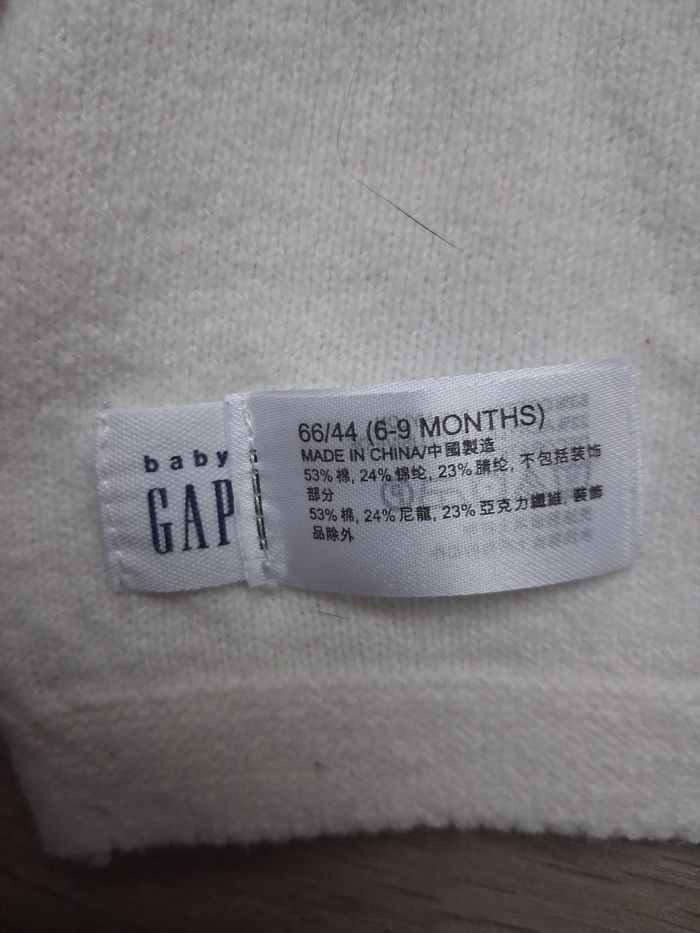 baby
GAP
66/44 (6-9 MONTHS)
MADE IN CHINA/中國製造
53% 棉, 24% 锦纶, 23% 腈纶, 不包括装饰
部分
53% 棉, 24% 尼龍, 23% 亞克力纖維, 裝飾
品除外